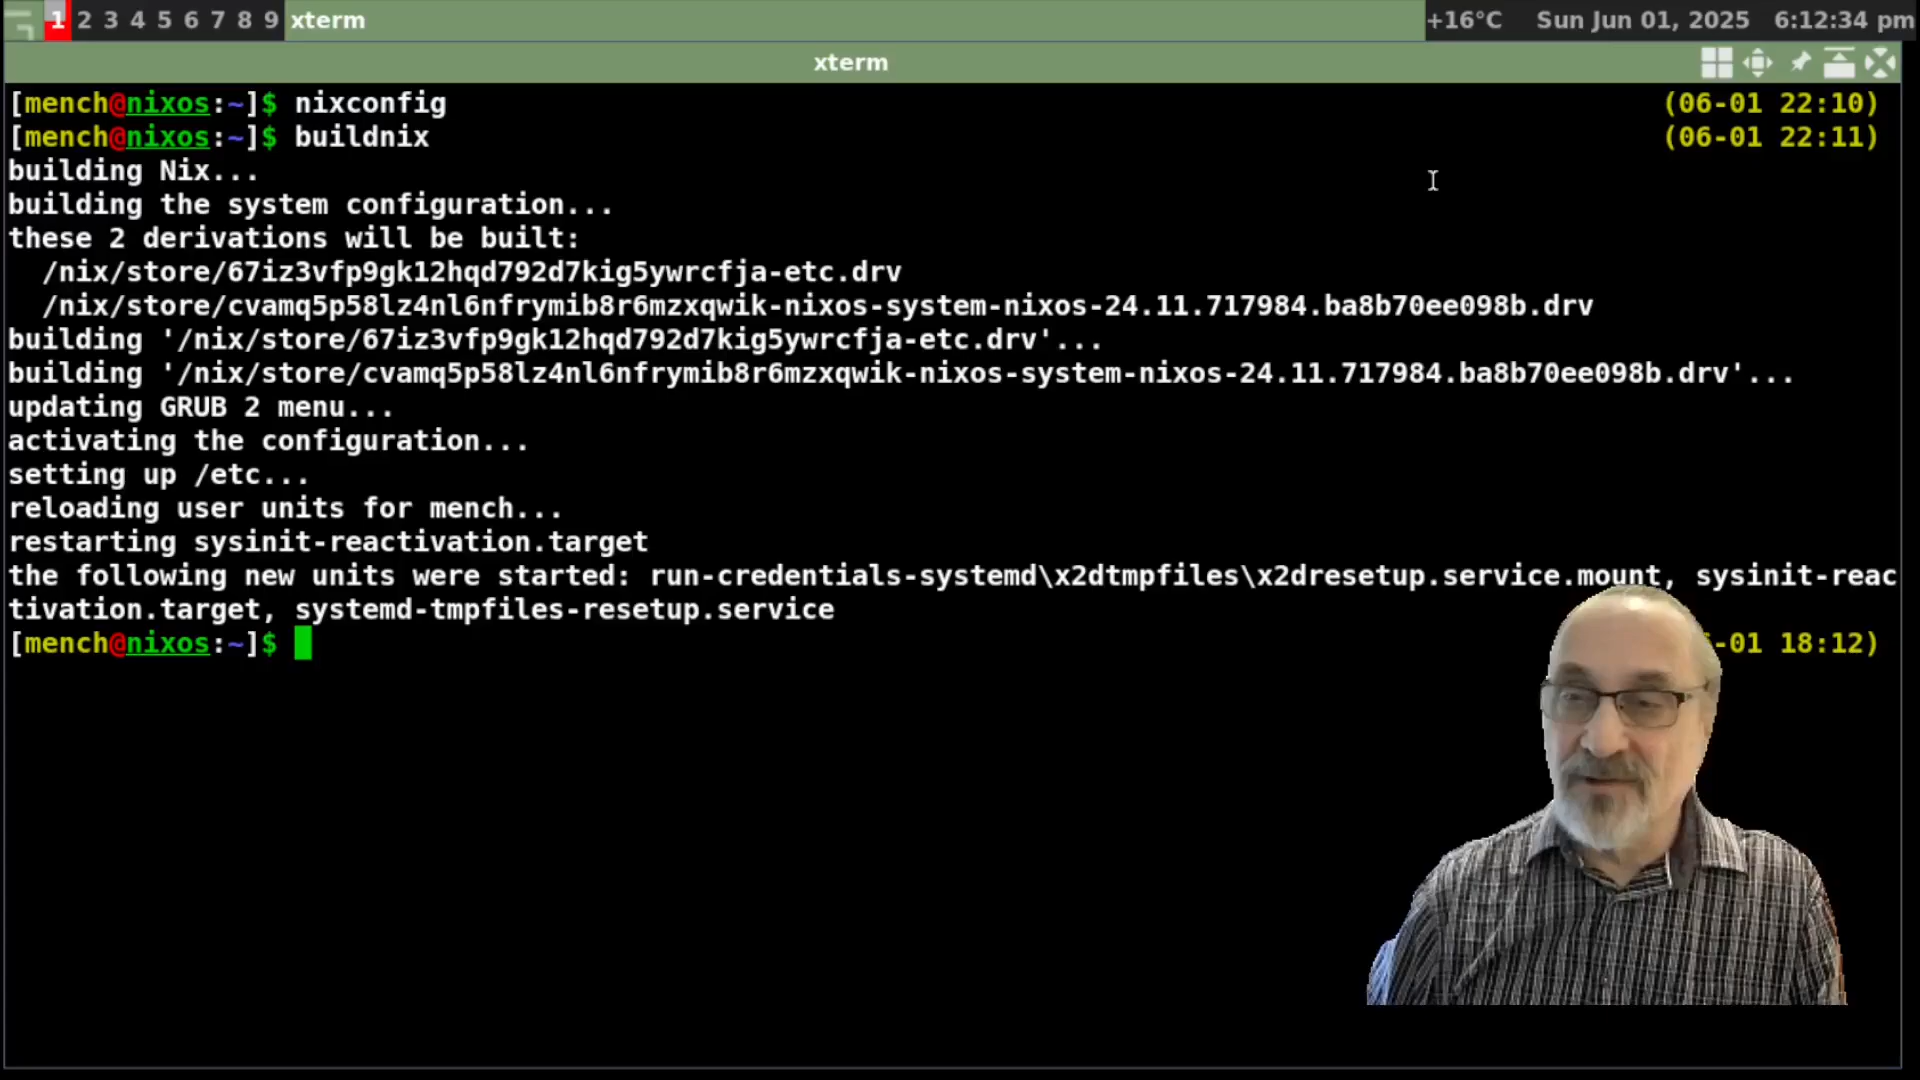 1 2 3 4 5 6 7 8 9 xterm +16°C Sun Jun 01, 2025 6:12:34 pm
xterm
[mench@nixos:~]$ nixconfig (06-01 22:10)
[mench@nixos:~]$ buildnix (06-01 22:11)
building Nix...
building the system configuration...
these 2 derivations will be built:
/nix/store/67iz3vfp9gk12hqd792d7kig5ywrcfja-etc.drv
/nix/store/cvamq5p58lz4nl6nfrymib8r6mzxqwik-nixos-system-nixos-24.11.717984.ba8b70ee098b.drv
building '/nix/store/67iz3vfp9gk12hqd792d7kig5ywrcfja-etc.drv'...
building '/nix/store/cvamq5p58lz4nl6nfrymib8r6mzxqwik-nixos-system-nixos-24.11.717984.ba8b70ee098b.drv'...
updating GRUB 2 menu...
activating the configuration...
setting up /etc...
reloading user units for mench...
restarting sysinit-reactivation.target
the following new units were started: run-credentials-systemd\x2dtmpfiles\x2dresetup.service.mount, sysinit-reac
tivation.target, systemd-tmpfiles-resetup.service
[mench@nixos:~]$ -01 18:12)